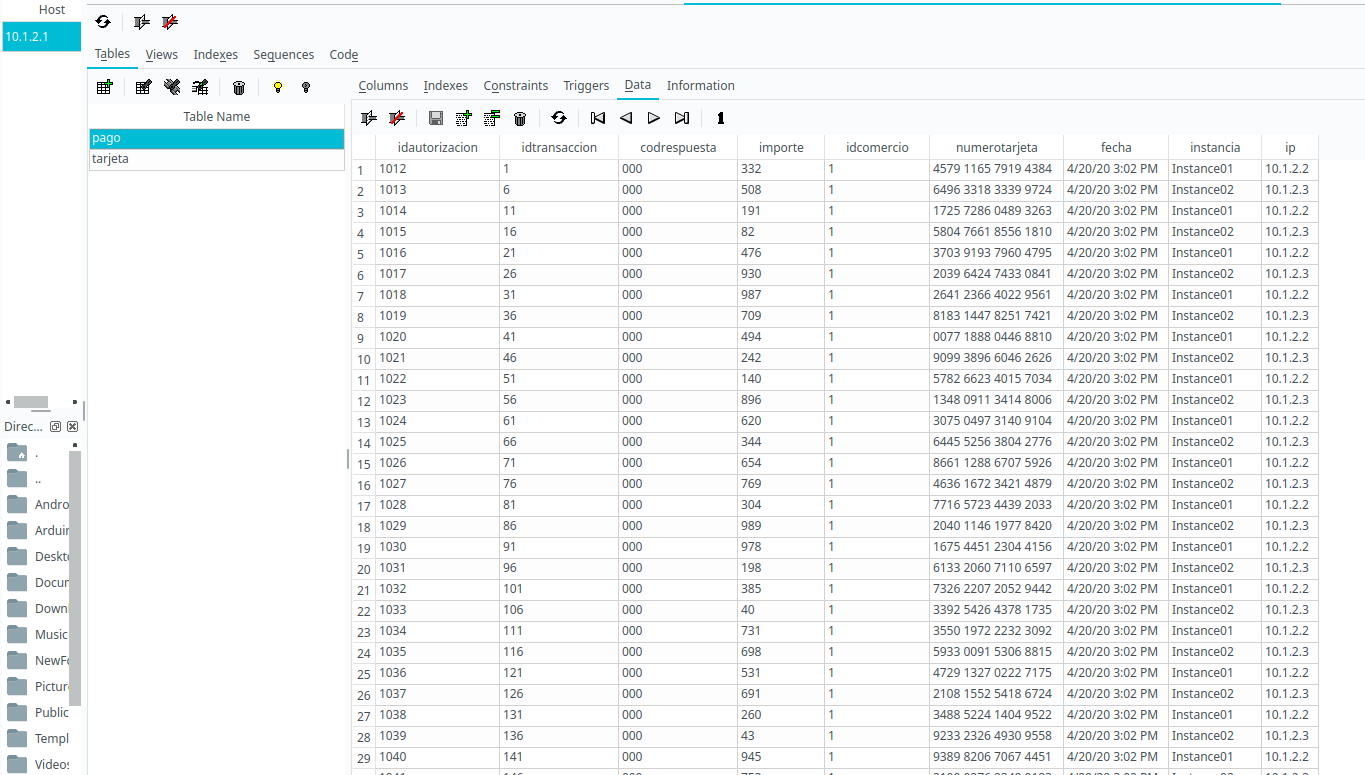 Host
10.1.2.1
Tables Views Indexes Sequences Code
Columns Indexes Constraints Triggers Data Information
Table Name
pago
tarjeta
1
idautorizacion idtransaccion codrespuesta importe idcomercio numerotarjeta fecha instancia ip
1 1012 1 000 332 1 4579 1165 7919 4384 4/20/20 3:02 PM Instance01 10.1.2.2
2 1013 6 000 508 1 6496 3318 3339 9724 4/20/20 3:02 PM Instance02 10.1.2.3
3 1014 11 000 191 1 1725 7286 0489 3263 4/20/20 3:02 PM Instance01 10.1.2.2
4 1015 16 000 82 1 5804 7661 8556 1810 4/20/20 3:02 PM Instance02 10.1.2.3
5 1016 21 000 476 1 3703 9193 7960 4795 4/20/20 3:02 PM Instance01 10.1.2.2
6 1017 26 000 930 1 2039 6424 7433 0841 4/20/20 3:02 PM Instance02 10.1.2.3
7 1018 31 000 987 1 2641 2366 4022 9561 4/20/20 3:02 PM Instance01 10.1.2.2
8 1019 36 000 709 1 8183 1447 8251 7421 4/20/20 3:02 PM Instance02 10.1.2.3
9 1020 41 000 494 1 0077 1888 0446 8810 4/20/20 3:02 PM Instance01 10.1.2.2
10 1021 46 000 242 1 9099 3896 6046 2626 4/20/20 3:02 PM Instance02 10.1.2.3
11 1022 51 000 140 1 5782 6623 4015 7034 4/20/20 3:02 PM Instance01 10.1.2.2
12 1023 56 000 896 1 1348 0911 3414 8006 4/20/20 3:02 PM Instance02 10.1.2.3
13 1024 61 000 620 1 3075 0497 3140 9104 4/20/20 3:02 PM Instance01 10.1.2.2
14 1025 66 000 344 1 6445 5256 3804 2776 4/20/20 3:02 PM Instance02 10.1.2.3
15 1026 71 000 654 1 8661 1288 6707 5926 4/20/20 3:02 PM Instance01 10.1.2.2
16 1027 76 000 769 1 4636 1672 3421 4879 4/20/20 3:02 PM Instance02 10.1.2.3
17 1028 81 000 304 1 7716 5723 4439 2033 4/20/20 3:02 PM Instance01 10.1.2.2
18 1029 86 000 989 1 2040 1146 1977 8420 4/20/20 3:02 PM Instance02 10.1.2.3
19 1030 91 000 978 1 1675 4451 2304 4156 4/20/20 3:02 PM Instance01 10.1.2.2
20 1031 96 000 198 1 6133 2060 7110 6597 4/20/20 3:02 PM Instance02 10.1.2.3
21 1032 101 000 385 1 7326 2207 2052 9442 4/20/20 3:02 PM Instance01 10.1.2.2
22 1033 106 000 40 1 3392 5426 4378 1735 4/20/20 3:02 PM Instance02 10.1.2.3
23 1034 111 000 731 1 3550 1972 2232 3092 4/20/20 3:02 PM Instance01 10.1.2.2
24 1035 116 000 698 1 5933 0091 5306 8815 4/20/20 3:02 PM Instance02 10.1.2.3
25 1036 121 000 531 1 4729 1327 0222 7175 4/20/20 3:02 PM Instance01 10.1.2.2
26 1037 126 000 691 1 2108 1552 5418 6724 4/20/20 3:02 PM Instance02 10.1.2.3
27 1038 131 000 260 1 3488 5224 1404 9522 4/20/20 3:02 PM Instance01 10.1.2.2
28 1039 136 000 43 1 9233 2326 4930 9558 4/20/20 3:02 PM Instance02 10.1.2.3
29 1040 141 000 945 1 9389 8206 7067 4451 4/20/20 3:02 PM Instance01 10.1.2.2
Direc...
.
..
Andro
Arduir
Deskt
Docur
Down
Music
NewFo
Pictur
Public
Templ
Videos